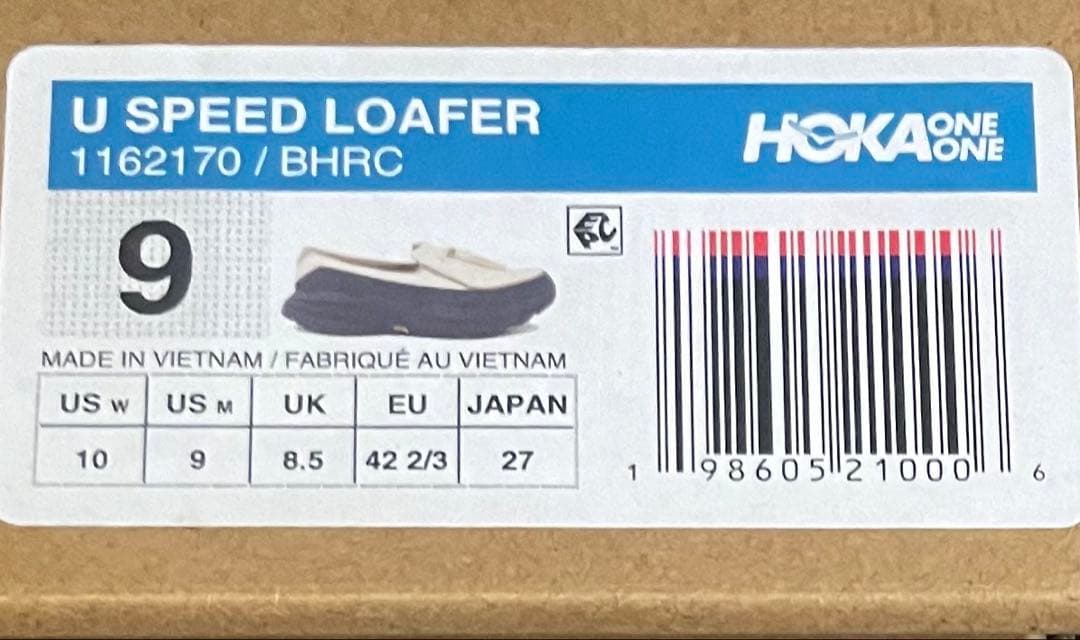 U SPEED LOAFER
1162170 / BHRC
HOKA ONE ONE
9
MADE IN VIETNAM / FABRIQUÉ AU VIETNAM
US W US M UK EU JAPAN
10 9 8.5 42 2/3 27
1 98605 21000 6